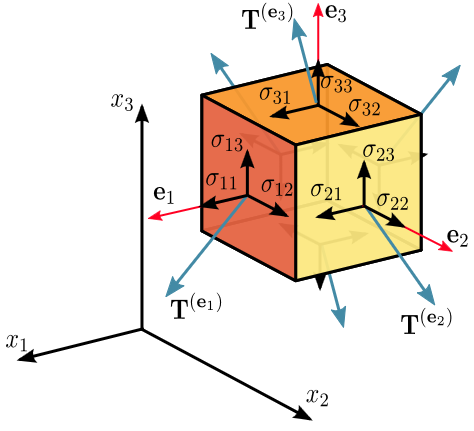 T^(e₃) e₃
σ₃₃
σ₃₁ σ₃₂
x₃
σ₁₃ σ₂₃
e₁ σ₁₁ σ₁₂ σ₂₁ σ₂₂
e₂
T^(e₁) T^(e₂)
x₁
x₂